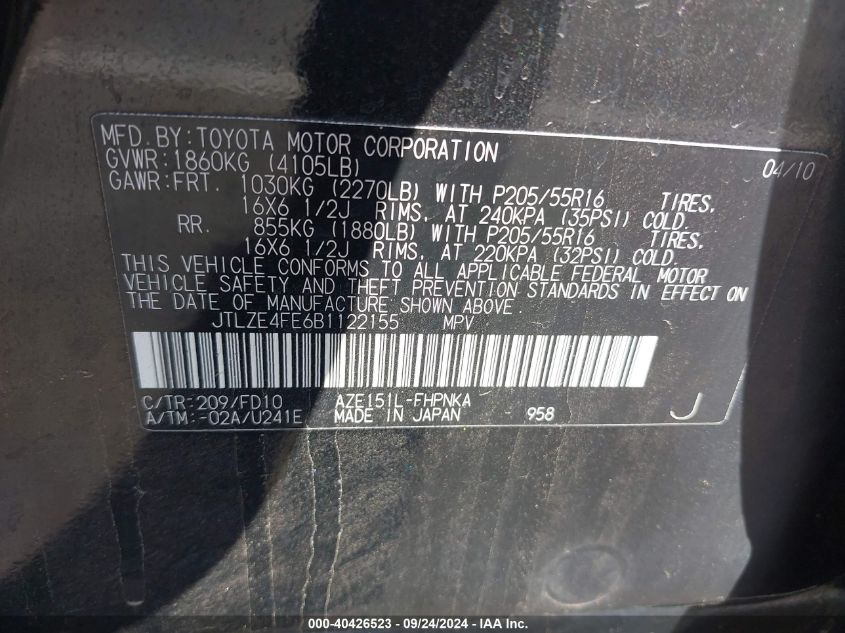 MFD. BY: TOYOTA MOTOR CORPORATION 04/10
GVWR: 1860KG (4105LB)
GAWR: FRT. 1030KG (2270LB) WITH P205/55R16 TIRES,
16X6 1/2J RIMS, AT 240KPA (35PSI) COLD.
RR. 855KG (1880LB) WITH P205/55R16 TIRES,
16X6 1/2J RIMS, AT 220KPA (32PSI) COLD.
THIS VEHICLE CONFORMS TO ALL APPLICABLE FEDERAL MOTOR
VEHICLE SAFETY AND THEFT PREVENTION STANDARDS IN EFFECT ON
THE DATE OF MANUFACTURE SHOWN ABOVE.
JTLZE4FE6B1122155 MPV
C/TR: 209/FD10 AZE151L-FHPNKA
A/TM: -02A/U241E MADE IN JAPAN 958 J
000-40426523 - 09/24/2024 - IAA Inc.